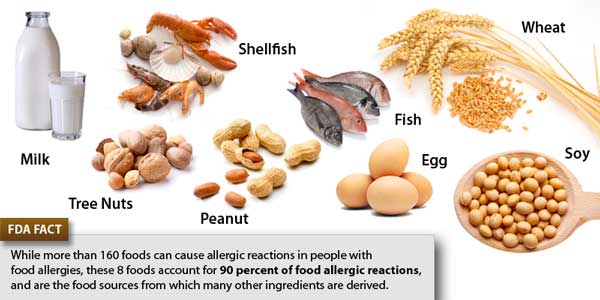 Shellfish
Wheat
Fish
Milk
Egg
Soy
Tree Nuts
Peanut
FDA FACT
While more than 160 foods can cause allergic reactions in people with
food allergies, these 8 foods account for 90 percent of food allergic reactions,
and are the food sources from which many other ingredients are derived.